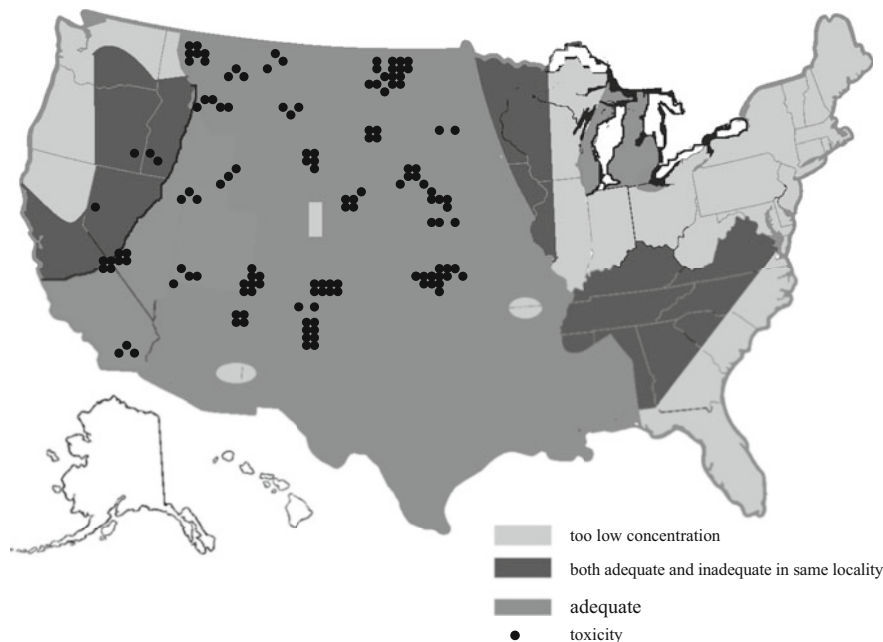 too low concentration
both adequate and inadequate in same locality
adequate
toxicity